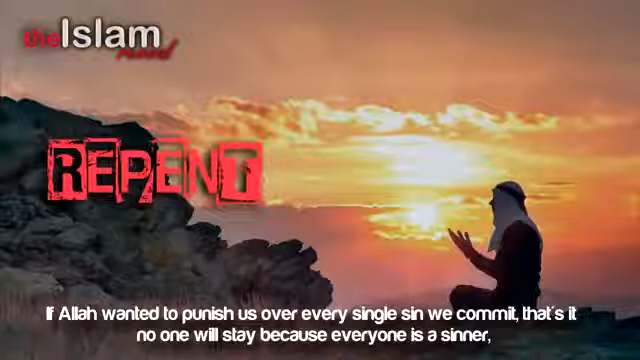 theIslam
road
REPENT
If Allah wanted to punish us over every single sin we commit, that's it
no one will stay because everyone is a sinner,